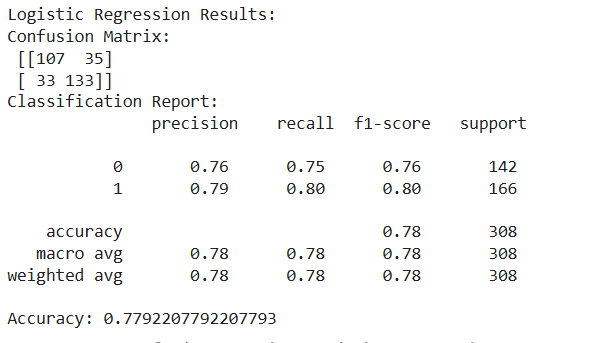 Logistic Regression Results:
Confusion Matrix:
[[107  35]
[ 33 133]]
Classification Report:
precision    recall  f1-score   support
0       0.76      0.75      0.76       142
1       0.79      0.80      0.80       166
accuracy                           0.78       308
macro avg       0.78      0.78      0.78       308
weighted avg       0.78      0.78      0.78       308
Accuracy: 0.7792207792207793